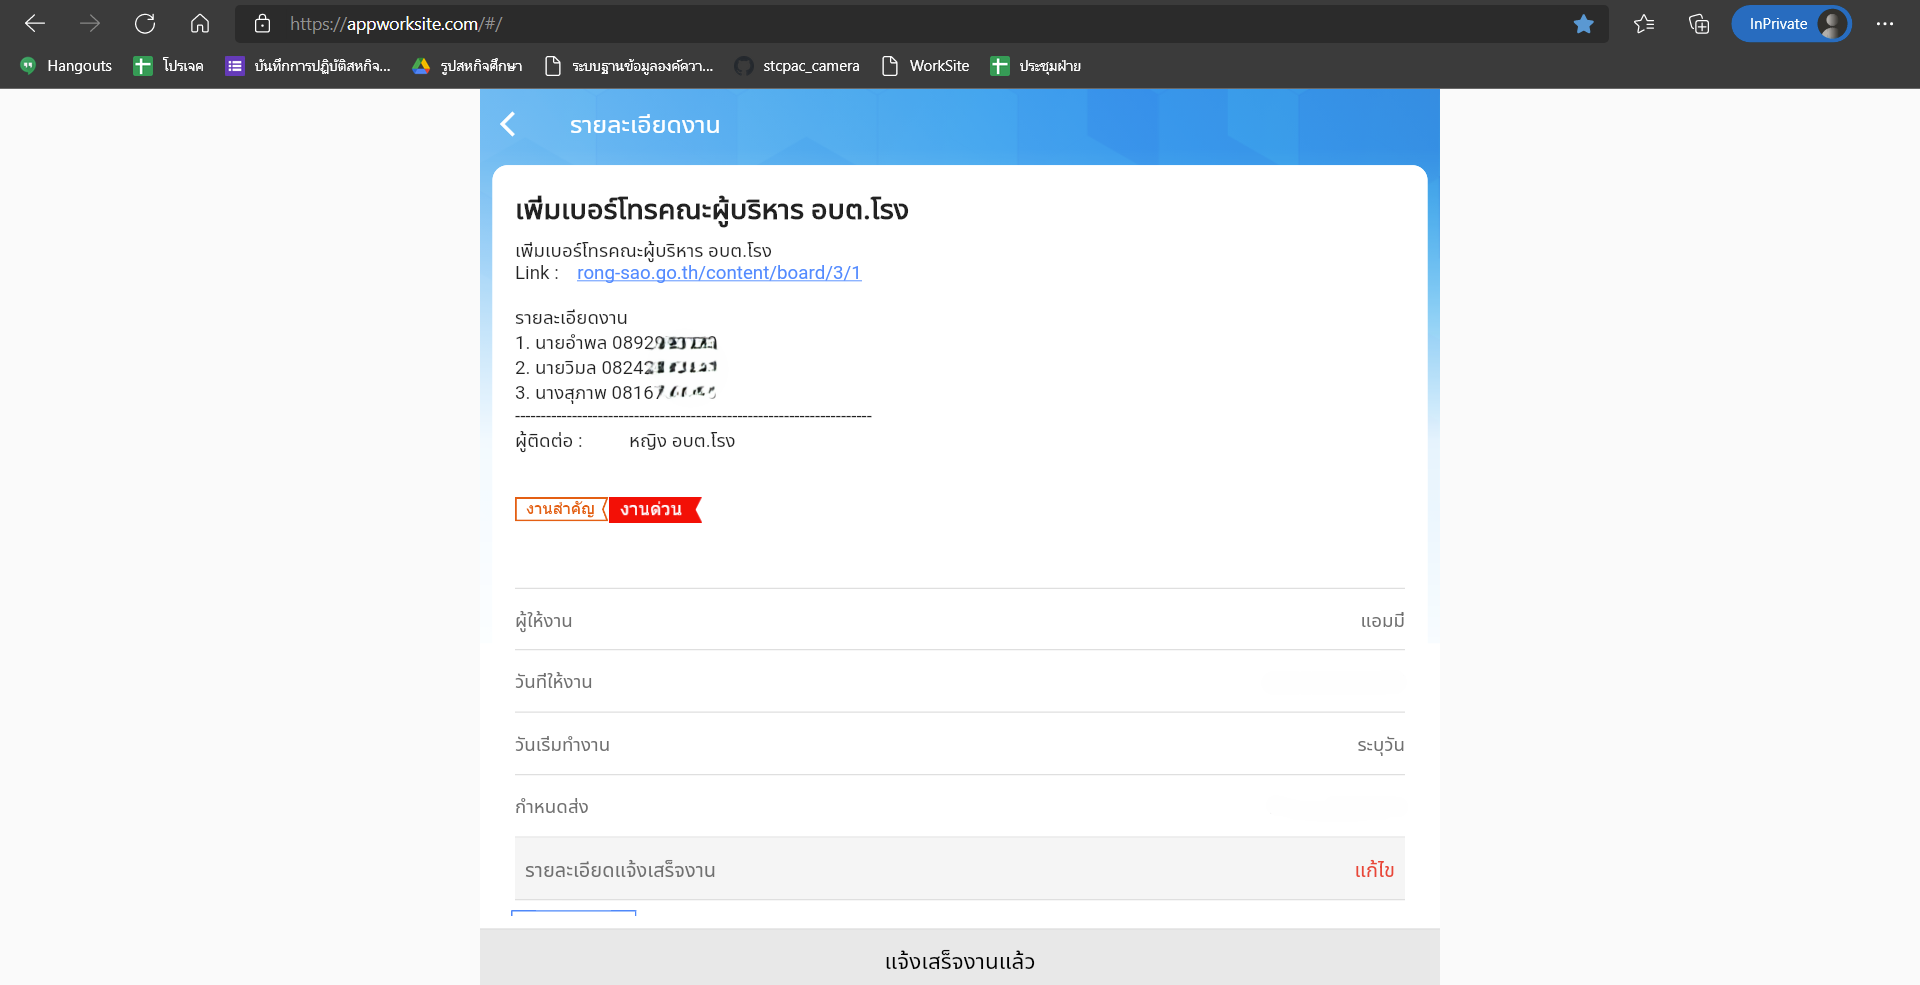 https://appworksite.com/#/
InPrivate
Hangouts
โปรเจค
บันทึกการปฏิบัติสหกิจ...
รูปสหกิจศึกษา
ระบบฐานข้อมูลองค์ควา...
stcpac_camera
WorkSite
ประชุมฝ่าย
รายละเอียดงาน
เพิ่มเบอร์โทรคณะผู้บริหาร อบต.โรง
เพิ่มเบอร์โทรคณะผู้บริหาร อบต.โรง
Link : rong-sao.go.th/content/board/3/1
รายละเอียดงาน
1. นายอำพล 0892
2. นายวิมล 08242
3. นางสุภาพ 08167
--------------------------------------------------------------------
ผู้ติดต่อ : หญิง อบต.โรง
งานสำคัญ งานด่วน
ผู้ให้งาน แอมมี่
วันที่ให้งาน
วันเริ่มทำงาน ระบุวัน
กำหนดส่ง
รายละเอียดแจ้งเสร็จงาน แก้ไข
แจ้งเสร็จงานแล้ว